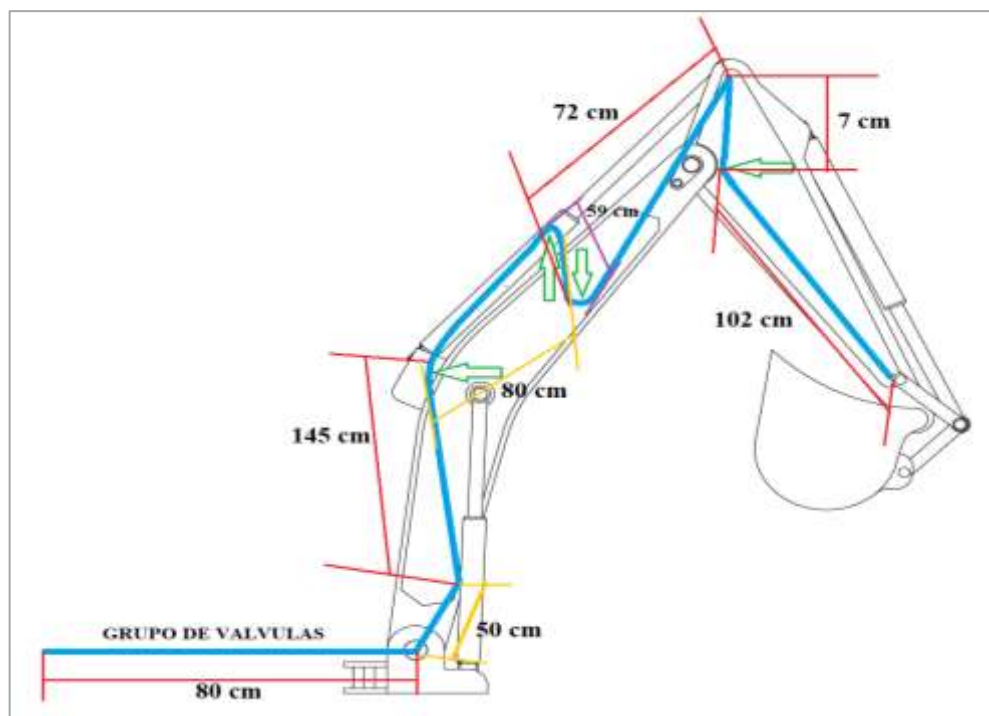 72 cm
7 cm
59 cm
102 cm
80 cm
145 cm
50 cm
GRUPO DE VALVULAS
80 cm